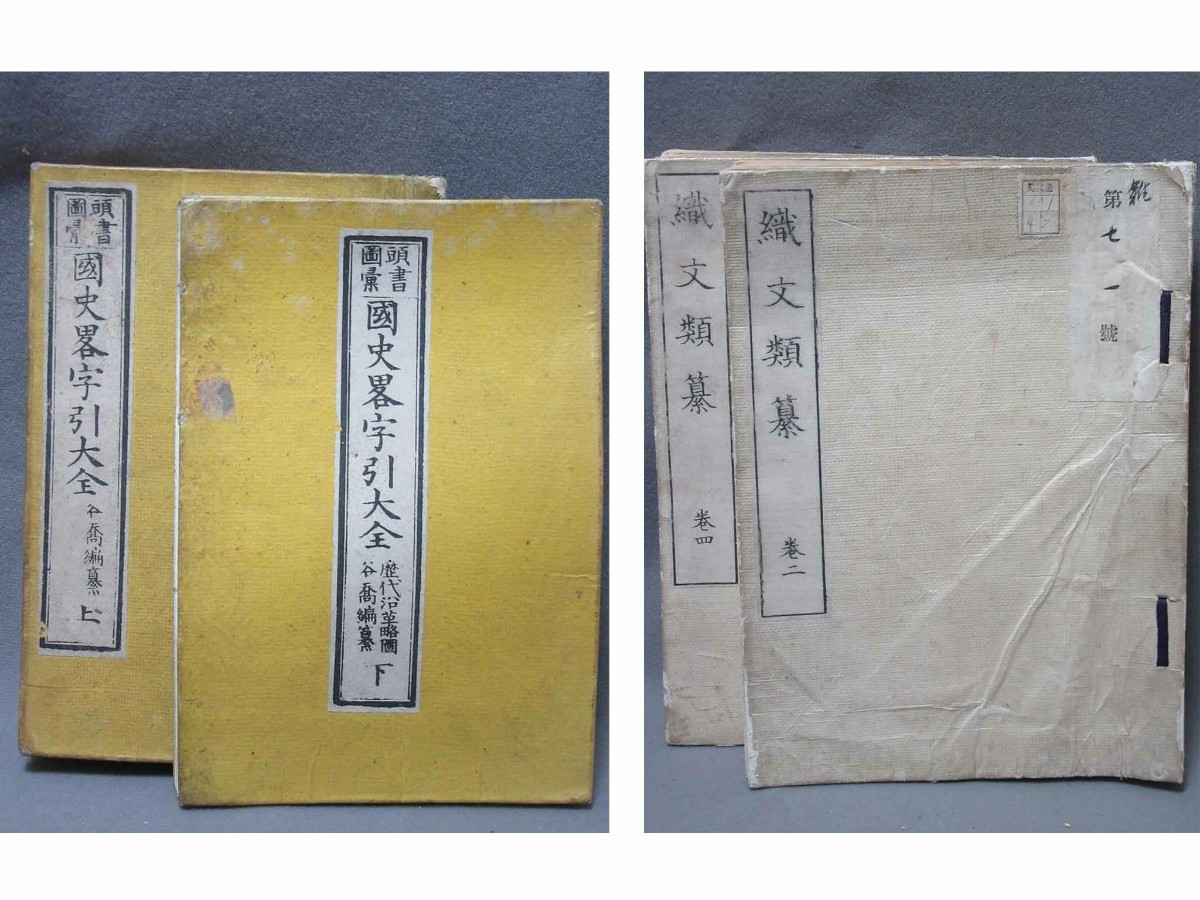 頭書
圖彙
國史畧字引大全
谷喬編纂
上
頭書
圖彙
國史畧字引大全
歴代沿革略圖
谷喬編纂
下
織文類纂
卷四
織文類纂
卷二
第七一號